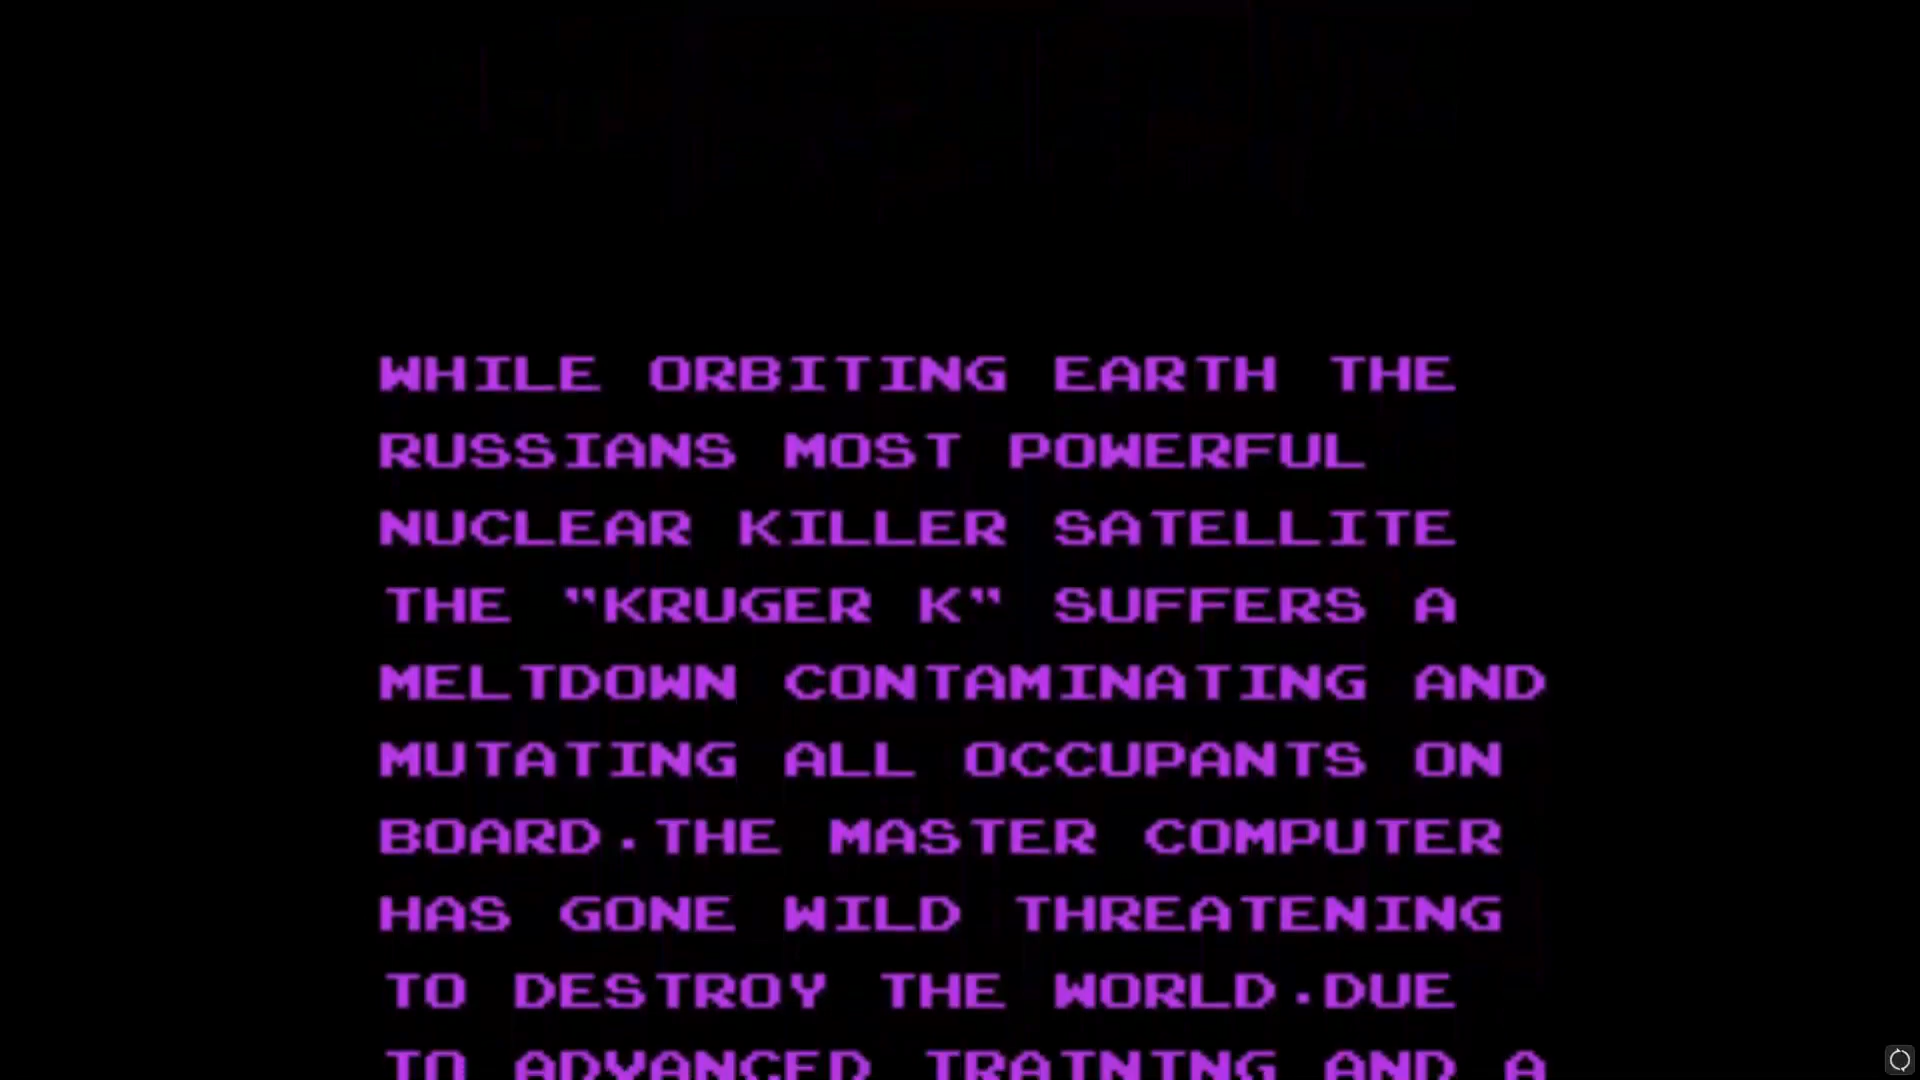 WHILE ORBITING EARTH THE
RUSSIANS MOST POWERFUL
NUCLEAR KILLER SATELLITE
THE "KRUGER K" SUFFERS A
MELTDOWN CONTAMINATING AND
MUTATING ALL OCCUPANTS ON
BOARD.THE MASTER COMPUTER
HAS GONE WILD THREATENING
TO DESTROY THE WORLD.DUE
TO ADVANCED TRAINING AND A